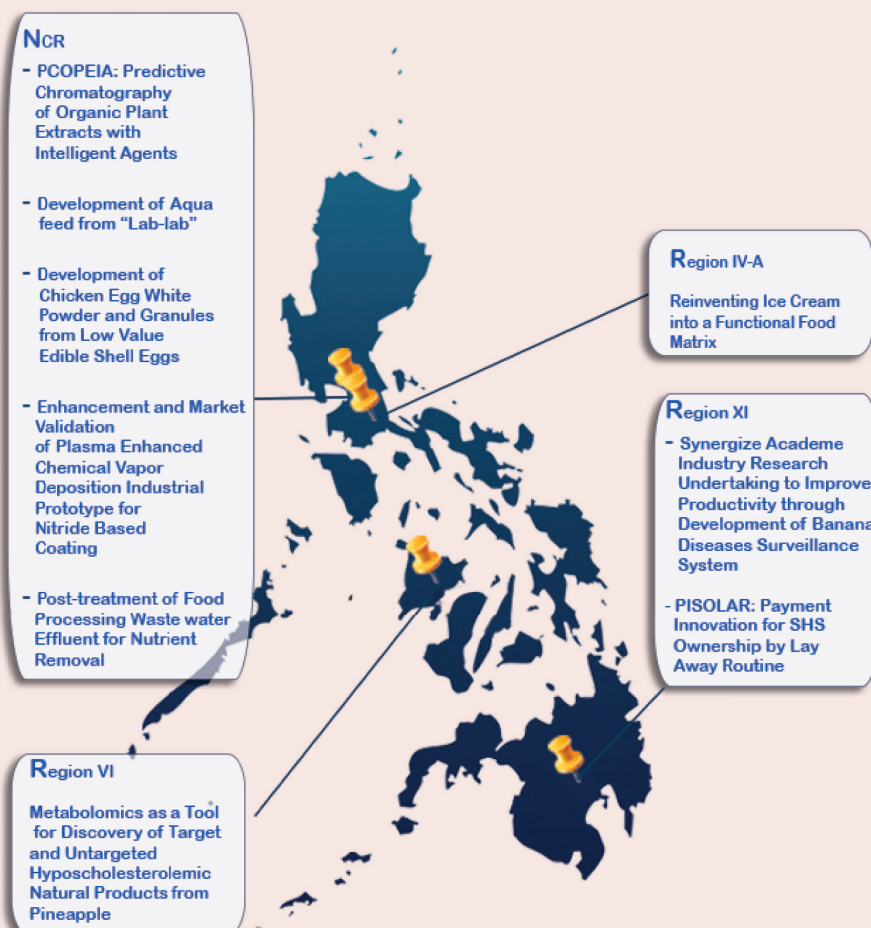 NCR
- PCOPEIA: Predictive
Chromatography
of Organic Plant
Extracts with
Intelligent Agents
- Development of Aqua
feed from “Lab-lab”
- Development of
Chicken Egg White
Powder and Granules
from Low Value
Edible Shell Eggs
- Enhancement and Market
Validation
of Plasma Enhanced
Chemical Vapor
Deposition Industrial
Prototype for
Nitride Based
Coating
- Post-treatment of Food
Processing Waste water
Effluent for Nutrient
Removal
Region IV-A
Reinventing Ice Cream
into a Functional Food
Matrix
Region XI
- Synergize Academe
Industry Research
Undertaking to Improve
Productivity through
Development of Banana
Diseases Surveillance
System
- PISOLAR: Payment
Innovation for SHS
Ownership by Lay
Away Routine
Region VI
Metabolomics as a Tool
for Discovery of Target
and Untargeted
Hyposcholesterolemic
Natural Products from
Pineapple